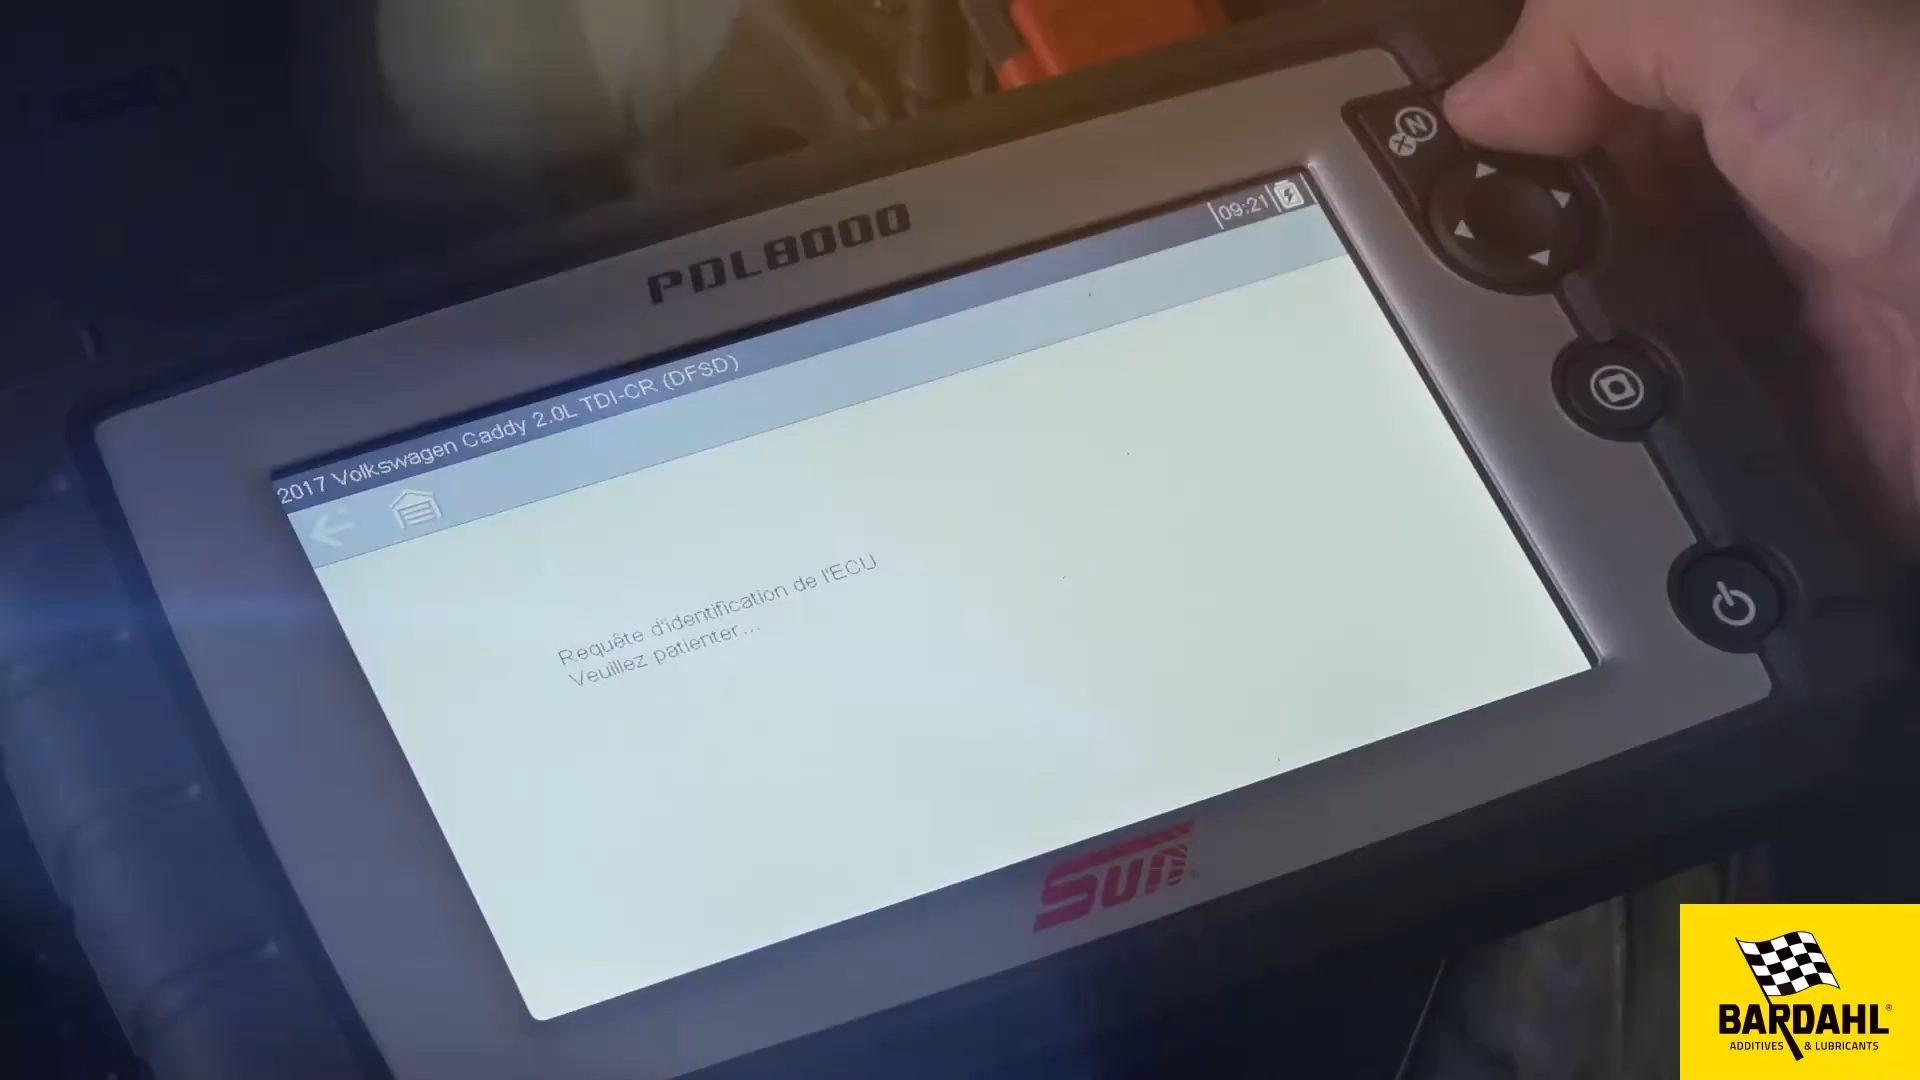 PDL8000
09:21
2017 Volkswagen Caddy 2.0L TDI-CR (DFSD)
Requête d'identification de l'ECU
Veuillez patienter...
N
X
Sun
BARDAHL®
ADDITIVES & LUBRICANTS